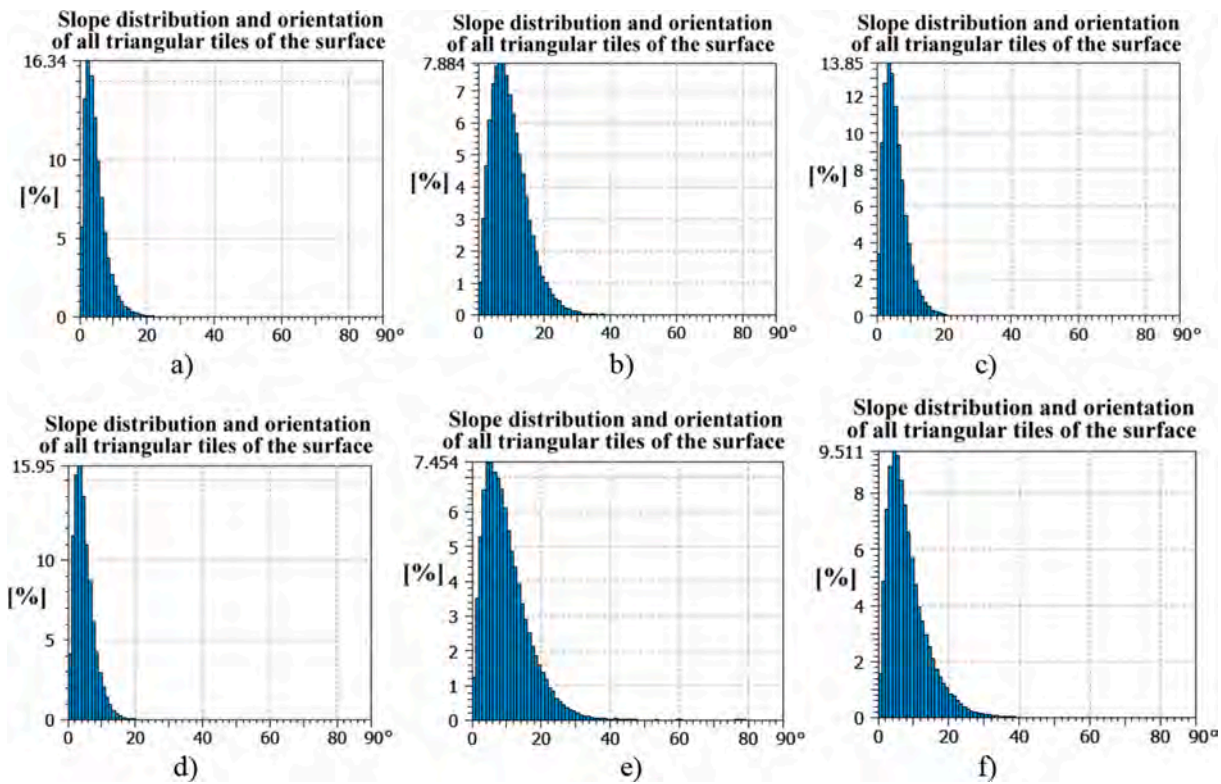 Slope distribution and orientation
of all triangular tiles of the surface
16.34
10
[%]
5
0
0 20 40 60 80 90°
a)
Slope distribution and orientation
of all triangular tiles of the surface
7.884
7
6
5
[%]
4
3
2
1
0
0 20 40 60 80 90°
b)
Slope distribution and orientation
of all triangular tiles of the surface
13.85
12
10
[%]
8
6
4
2
0
0 20 40 60 80 90°
c)
Slope distribution and orientation
of all triangular tiles of the surface
15.95
10
[%]
5
0
0 20 40 60 80 90°
d)
Slope distribution and orientation
of all triangular tiles of the surface
7.454
6
5
[%]
4
3
2
1
0
0 20 40 60 80 90°
e)
Slope distribution and orientation
of all triangular tiles of the surface
9.511
8
6
[%]
4
2
0
0 20 40 60 80 90°
f)